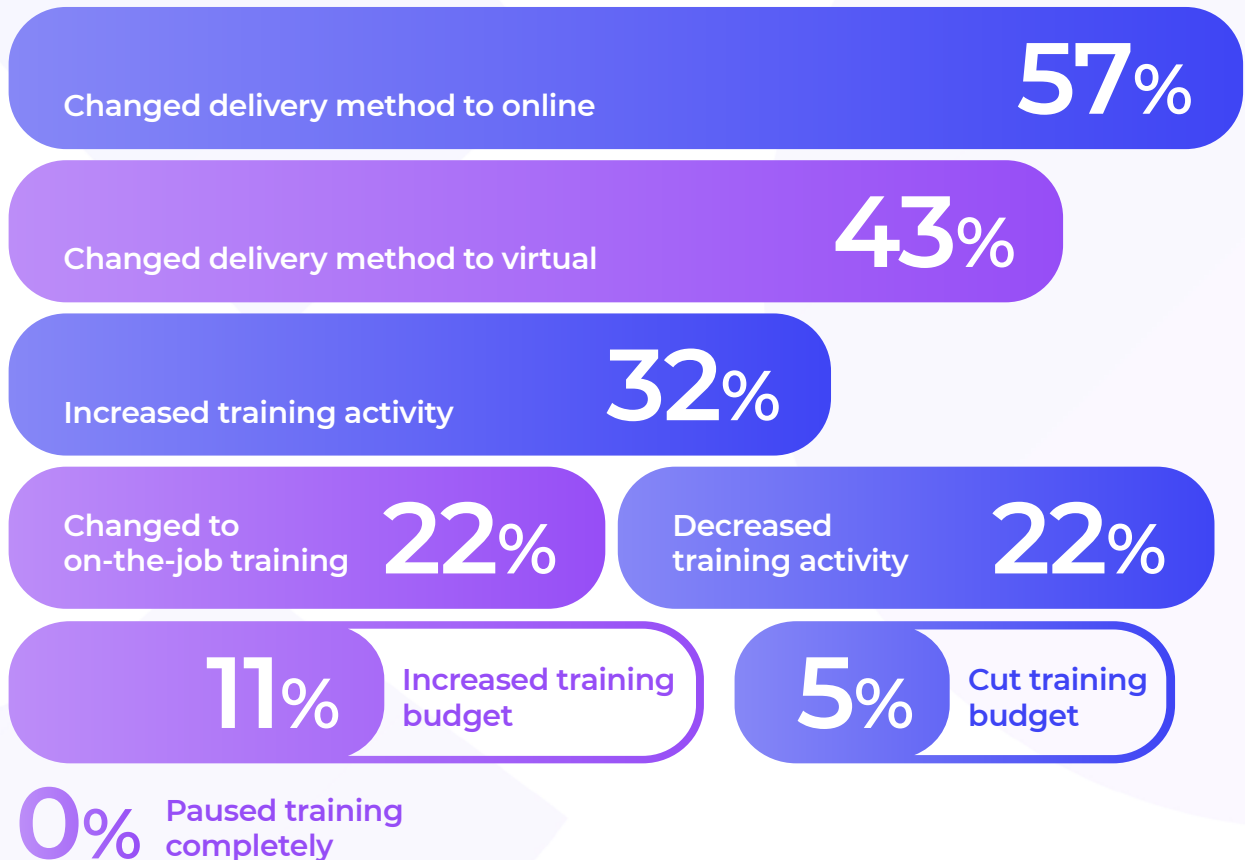 Changed delivery method to online 57%
Changed delivery method to virtual 43%
Increased training activity 32%
Changed to
on-the-job training 22%
Decreased
training activity 22%
11% Increased training
budget
5% Cut training
budget
0% Paused training
completely